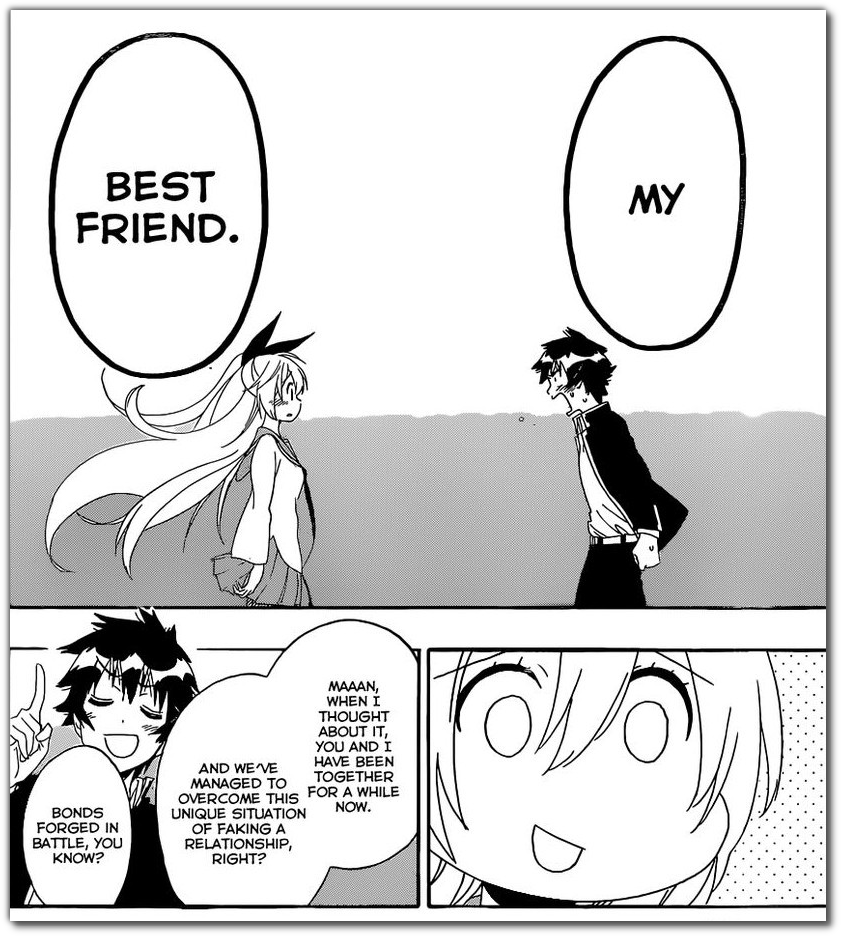 MY
BEST
FRIEND.
MAAAN,
WHEN I
THOUGHT
ABOUT IT,
YOU AND I
HAVE BEEN
TOGETHER
FOR A WHILE
NOW.
AND WE'VE
MANAGED TO
OVERCOME THIS
UNIQUE SITUATION
OF FAKING A
RELATIONSHIP,
RIGHT?
BONDS
FORGED IN
BATTLE, YOU
KNOW?